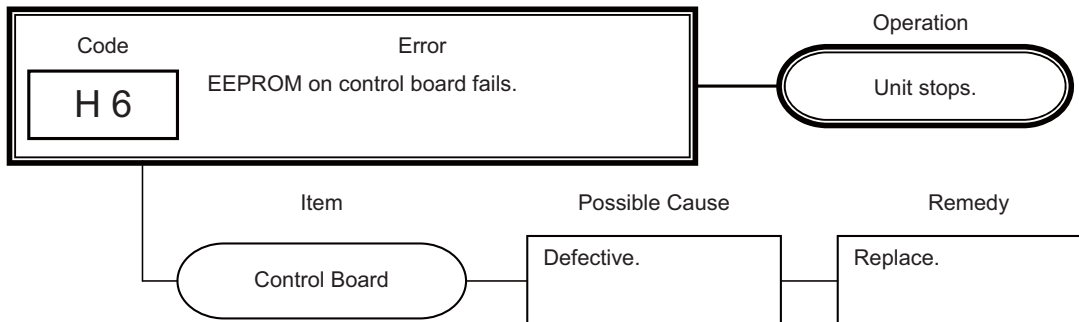 Code
Error
Operation
H 6
EEPROM on control board fails.
Unit stops.
Item
Possible Cause
Remedy
Control Board
Defective.
Replace.